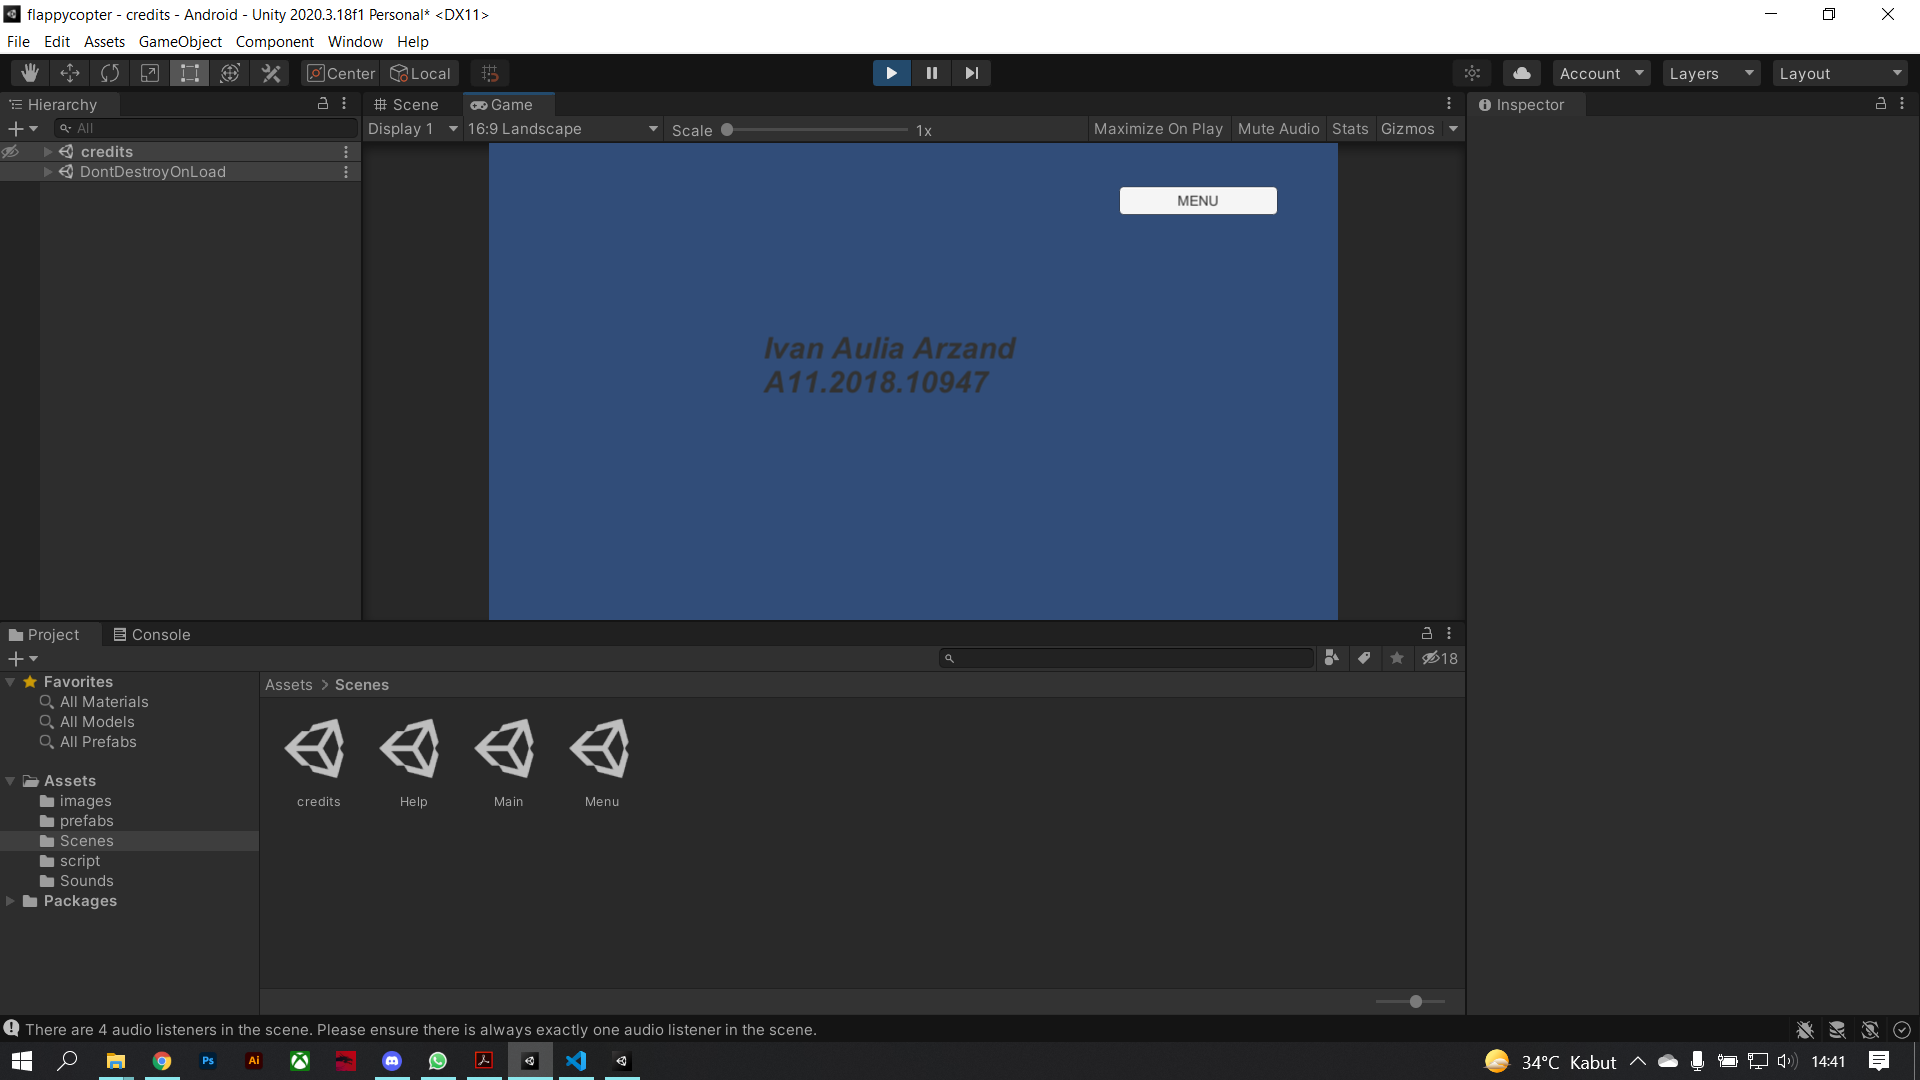 flappycopter - credits - Android - Unity 2020.3.18f1 Personal* <DX11>
File Edit Assets GameObject Component Window Help
Center Local Account Layers Layout
Hierarchy
All
credits
DontDestroyOnLoad
Scene Game
Display 1 16:9 Landscape Scale 1x Maximize On Play Mute Audio Stats Gizmos
MENU
Ivan Aulia Arzand
A11.2018.10947
Inspector
Project Console
18
Favorites
All Materials
All Models
All Prefabs
Assets
images
prefabs
Scenes
script
Sounds
Packages
Assets > Scenes
credits Help Main Menu
There are 4 audio listeners in the scene. Please ensure there is always exactly one audio listener in the scene.
Ps Ai
34°C Kabut 14:41